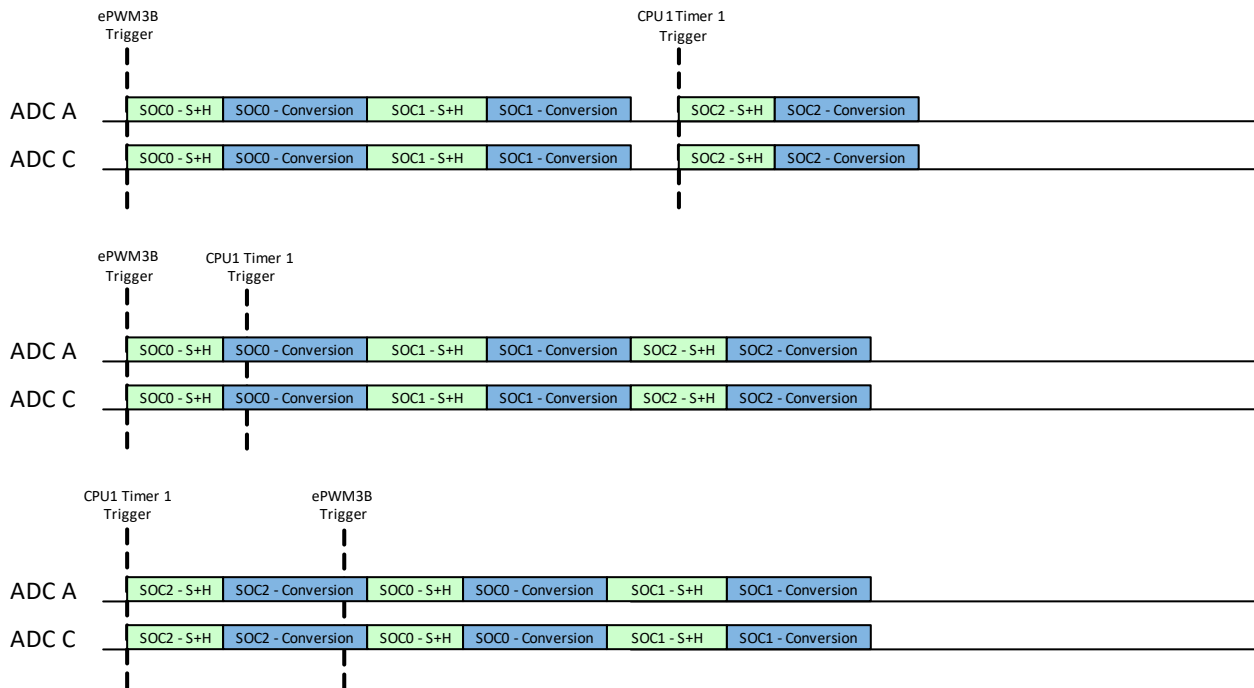 ePWM3B
Trigger
CPU1 Timer 1
Trigger
ADC A
SOC0 - S+H
SOC0 - Conversion
SOC1 - S+H
SOC1 - Conversion
SOC2 - S+H
SOC2 - Conversion
ADC C
SOC0 - S+H
SOC0 - Conversion
SOC1 - S+H
SOC1 - Conversion
SOC2 - S+H
SOC2 - Conversion
ePWM3B
Trigger
CPU1 Timer 1
Trigger
ADC A
SOC0 - S+H
SOC0 - Conversion
SOC1 - S+H
SOC1 - Conversion
SOC2 - S+H
SOC2 - Conversion
ADC C
SOC0 - S+H
SOC0 - Conversion
SOC1 - S+H
SOC1 - Conversion
SOC2 - S+H
SOC2 - Conversion
CPU1 Timer 1
Trigger
ePWM3B
Trigger
ADC A
SOC2 - S+H
SOC2 - Conversion
SOC0 - S+H
SOC0 - Conversion
SOC1 - S+H
SOC1 - Conversion
ADC C
SOC2 - S+H
SOC2 - Conversion
SOC0 - S+H
SOC0 - Conversion
SOC1 - S+H
SOC1 - Conversion